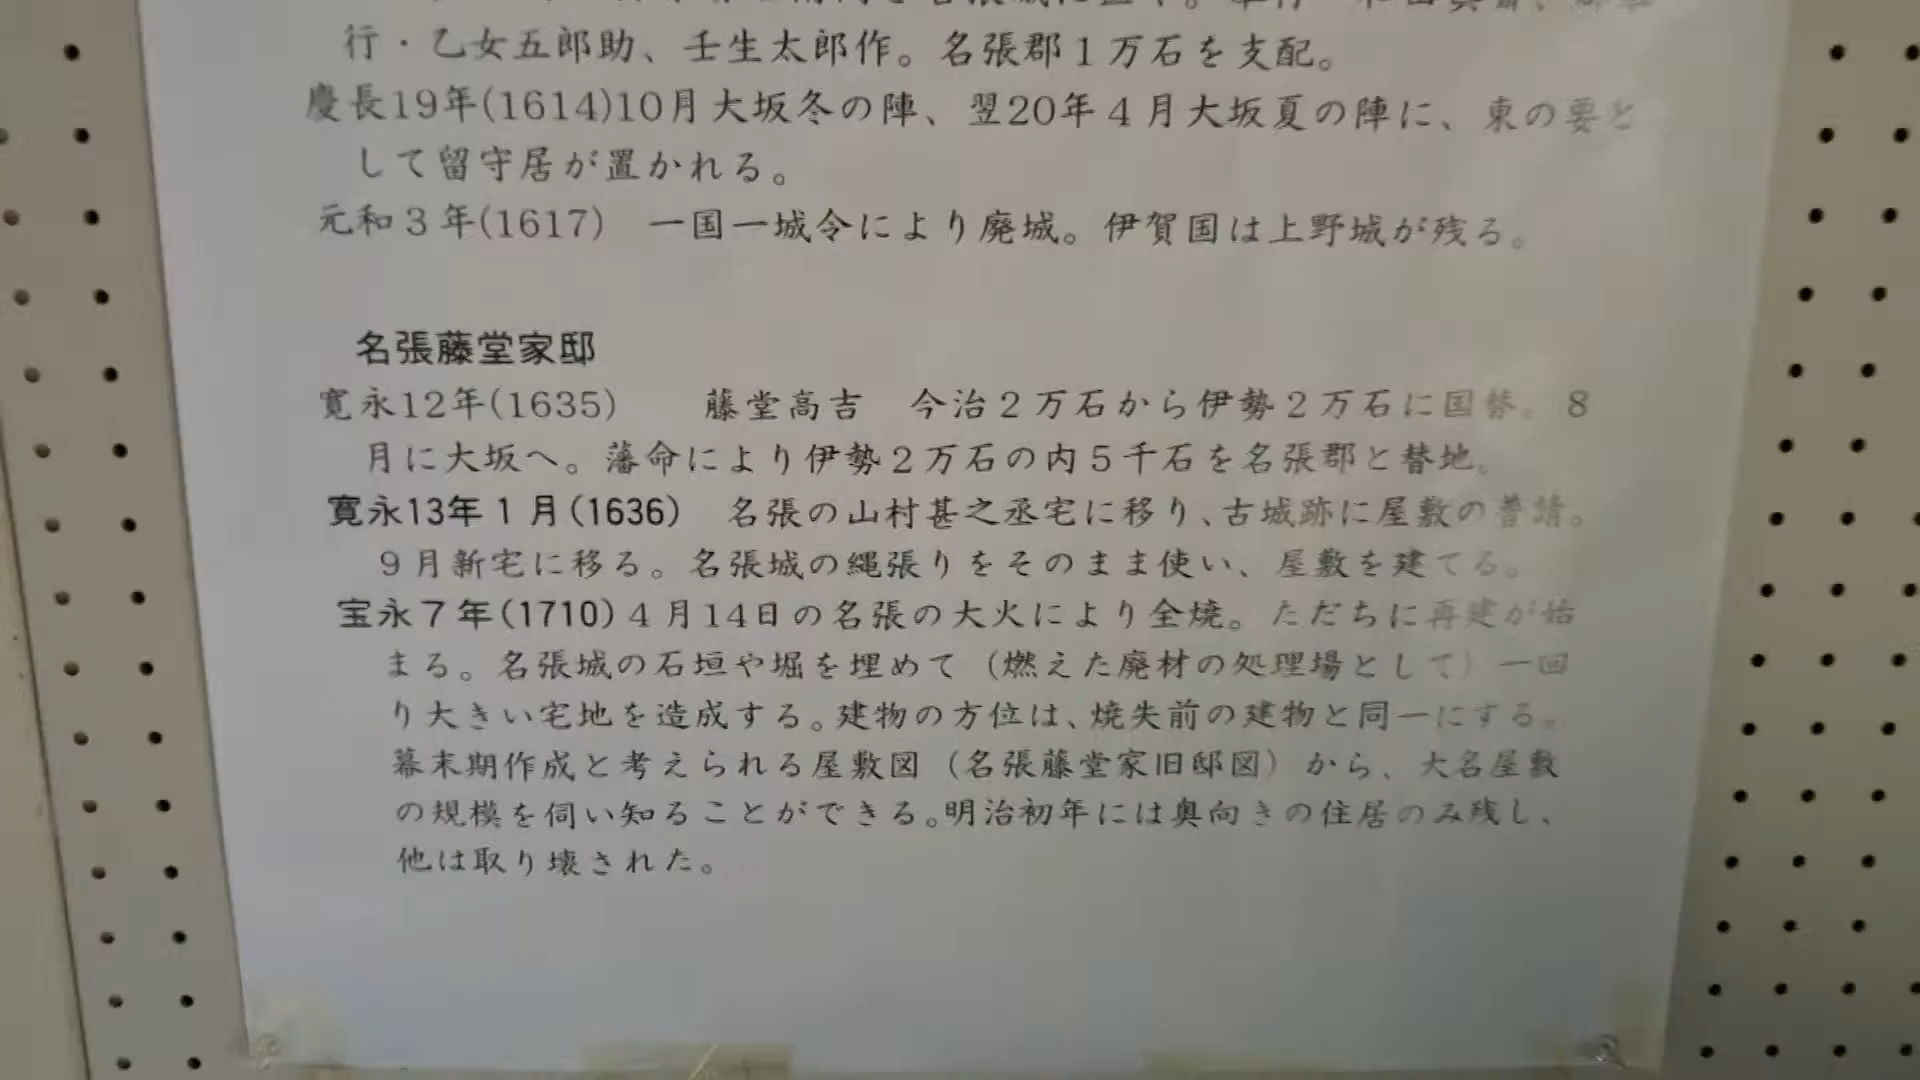 行・乙女五郎助、壬生太郎作。名張郡１万石を支配。
慶長19年(1614)10月大坂冬の陣、翌20年４月大坂夏の陣に、東の要と
して留守居が置かれる。
元和３年(1617)　一国一城令により廃城。伊賀国は上野城が残る。
名張藤堂家邸
寛永12年(1635)　藤堂高吉　今治２万石から伊勢２万石に国替。８
月に大坂へ。藩命により伊勢２万石の内５千石を名張郡と替地。
寛永13年１月(1636)　名張の山村甚之丞宅に移り、古城跡に屋敷の普請。
９月新宅に移る。名張城の縄張りをそのまま使い、屋敷を建てる。
宝永７年(1710)４月14日の名張の大火により全焼。ただちに再建が始
まる。名張城の石垣や堀を埋めて（燃えた廃材の処理場として）一回
り大きい宅地を造成する。建物の方位は、焼失前の建物と同一にする。
幕末期作成と考えられる屋敷図（名張藤堂家旧邸図）から、大名屋敷
の規模を伺い知ることができる。明治初年には奥向きの住居のみ残し、
他は取り壊された。